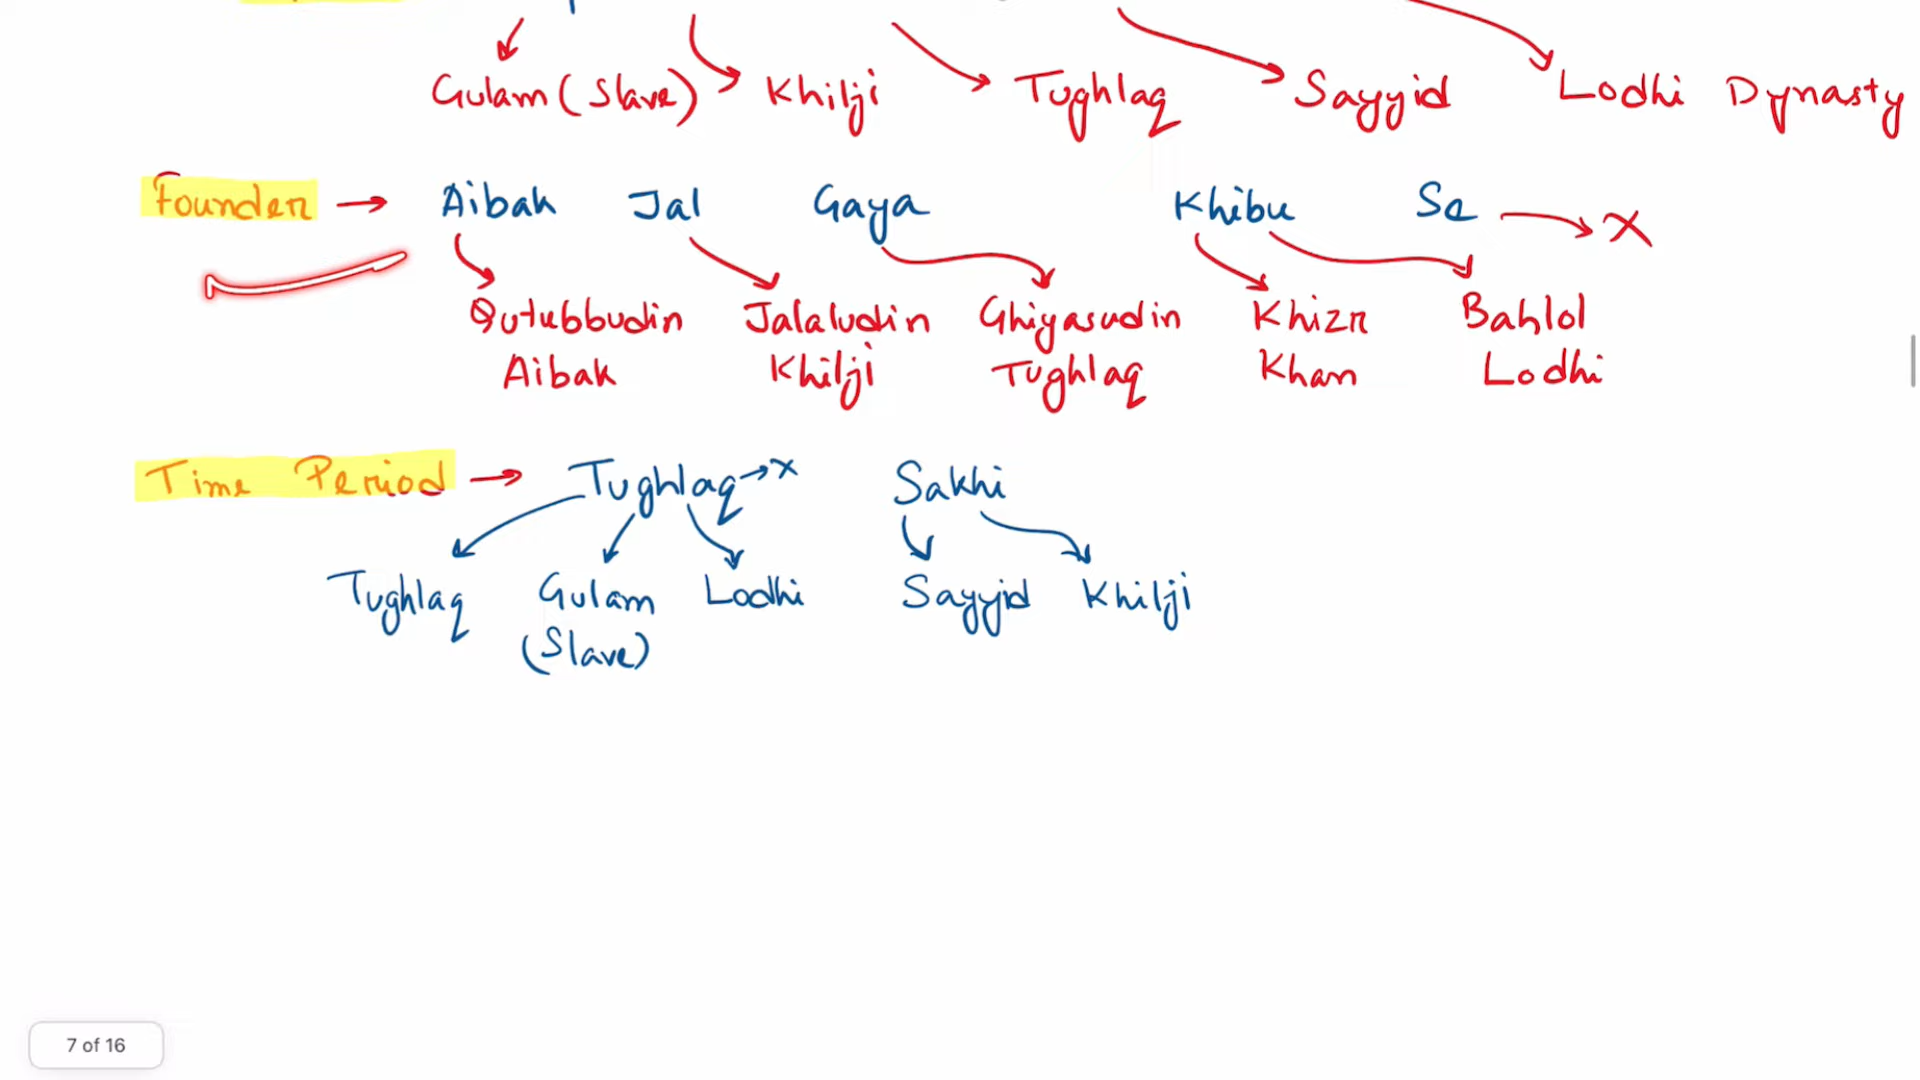 Gulam (Slave) Khilji Tughlaq Sayyid Lodhi Dynasty
Founder → Aibak Jal Gaya Khibu Se → X
Qutubbudin Jalaludin Ghiyasudin Khizr Bahlol
Aibak Khilji Tughlaq Khan Lodhi
Time Period → Tughlaq → x Sakhi
Tughlaq Gulam Lodhi Sayyid Khilji
(Slave)
7 of 16